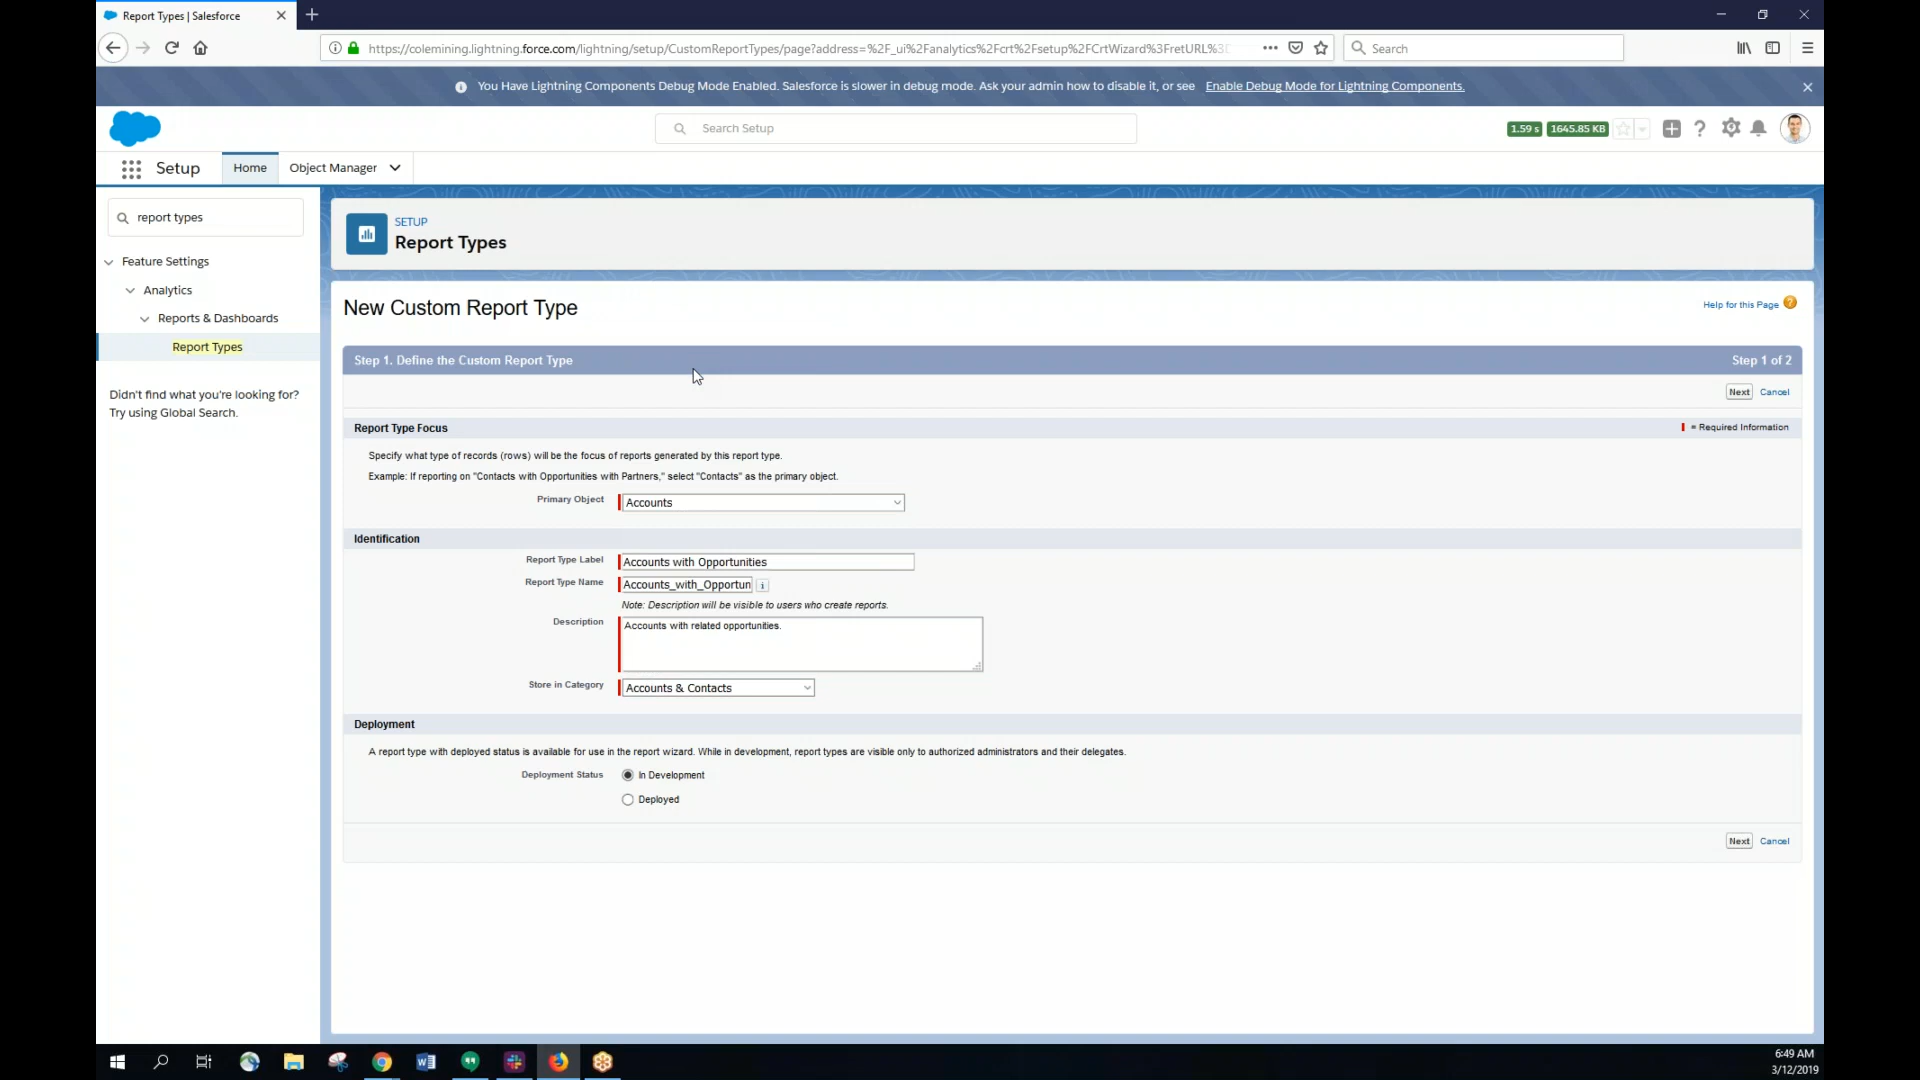 Report Types | Salesforce
https://colemining.lightning.force.com/lightning/setup/CustomReportTypes/page?address=%2F_ui%2Fanalytics%2Fcrt%2Fsetup%2FCrtWizard%3FretURL%3
Search
You Have Lightning Components Debug Mode Enabled. Salesforce is slower in debug mode. Ask your admin how to disable it, or see Enable Debug Mode for Lightning Components.
Search Setup
1.59 s 1645.85 KB
Setup Home Object Manager
report types
SETUP
Report Types
Feature Settings
Analytics
Reports & Dashboards
Report Types
Didn't find what you're looking for?
Try using Global Search.
New Custom Report Type
Help for this Page ?
Step 1. Define the Custom Report Type Step 1 of 2
Next Cancel
Report Type Focus = Required Information
Specify what type of records (rows) will be the focus of reports generated by this report type.
Example: If reporting on "Contacts with Opportunities with Partners," select "Contacts" as the primary object.
Primary Object Accounts
Identification
Report Type Label Accounts with Opportunities
Report Type Name Accounts_with_Opportun i
Note: Description will be visible to users who create reports.
Description Accounts with related opportunities.
Store in Category Accounts & Contacts
Deployment
A report type with deployed status is available for use in the report wizard. While in development, report types are visible only to authorized administrators and their delegates.
Deployment Status In Development
Deployed
Next Cancel
6:49 AM
3/12/2019